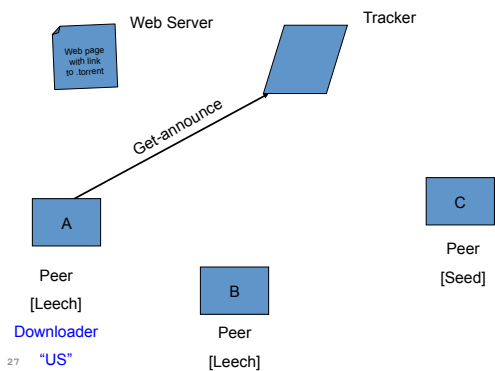 Web Server
Tracker
Web page
with link
to .torrent
Get-announce
A
Peer
[Leech]
Downloader
“US”
B
Peer
[Leech]
C
Peer
[Seed]
27